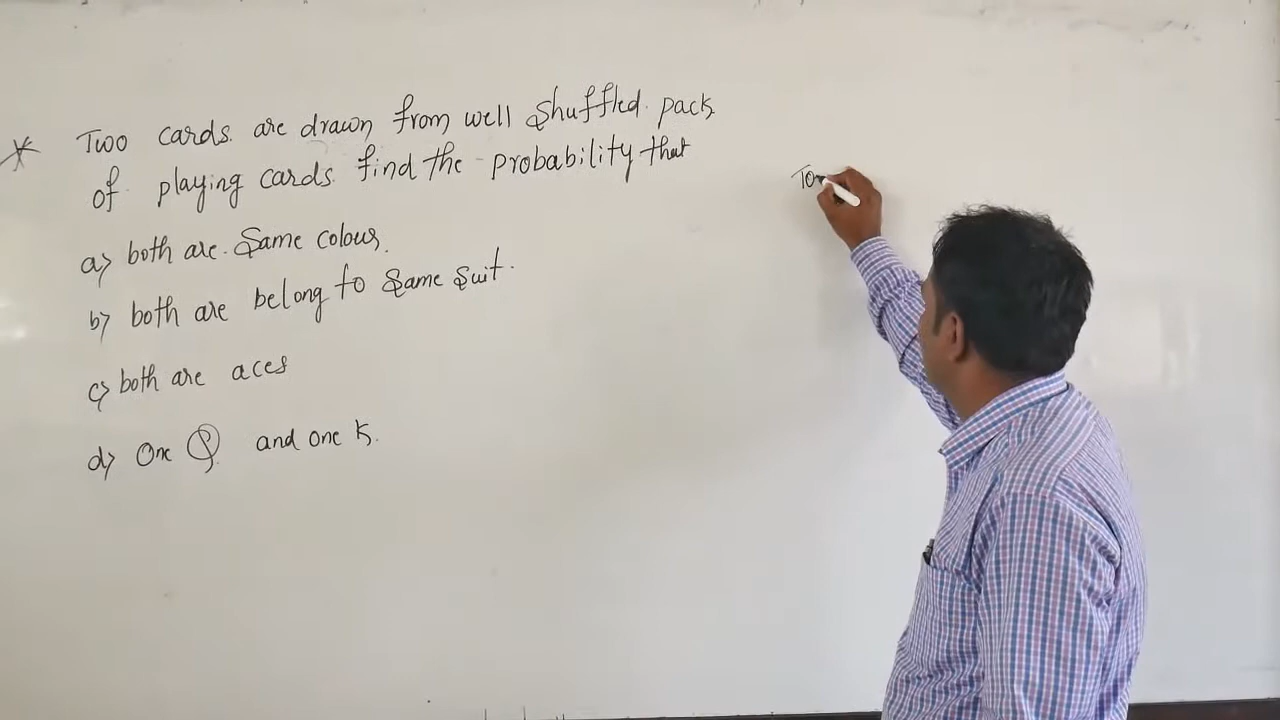 * Two cards are drawn from well shuffled pack
of playing cards find the probability that
a) both are same colour.
b) both are belong to same suit.
c) both are aces
d) One Q and one K.
To